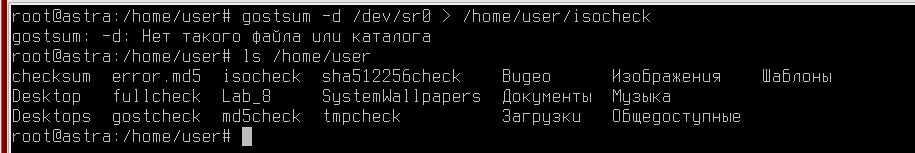 root@astra:/home/user# gostsum -d /dev/sr0 > /home/user/isocheck
gostsum: -d: Нет такого файла или каталога
root@astra:/home/user# ls /home/user
checksum error.md5 isocheck sha512256check Видео Изображения Шаблоны
Desktop fullcheck Lab_8 SystemWallpapers Документы Музыка
Desktops gostcheck md5check tmpcheck Загрузки Общедоступные
root@astra:/home/user#